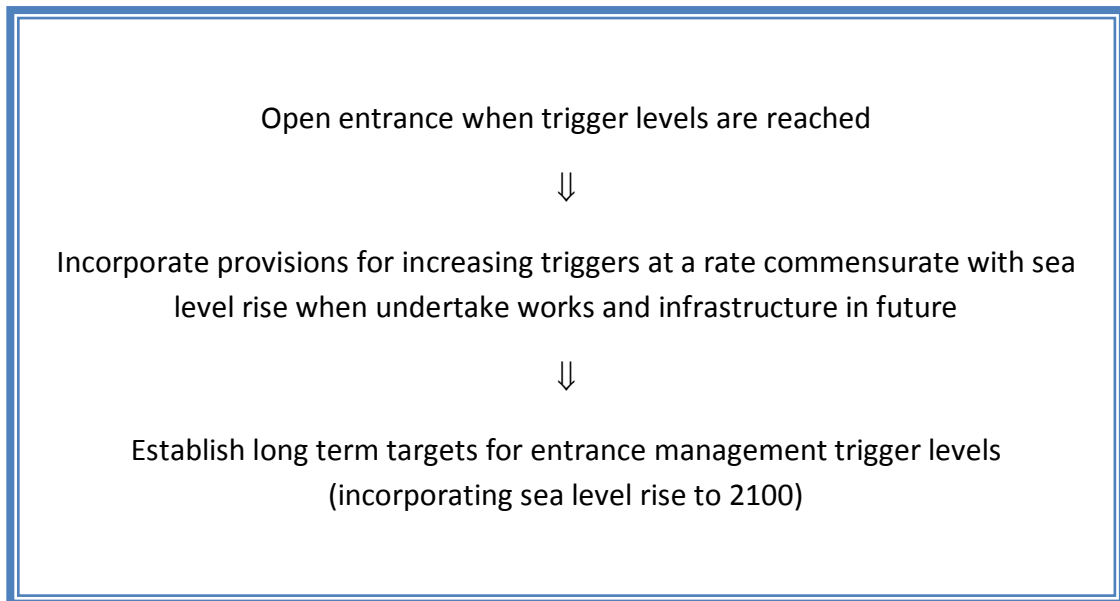 Open entrance when trigger levels are reached
⇓
Incorporate provisions for increasing triggers at a rate commensurate with sea
level rise when undertake works and infrastructure in future
⇓
Establish long term targets for entrance management trigger levels
(incorporating sea level rise to 2100)